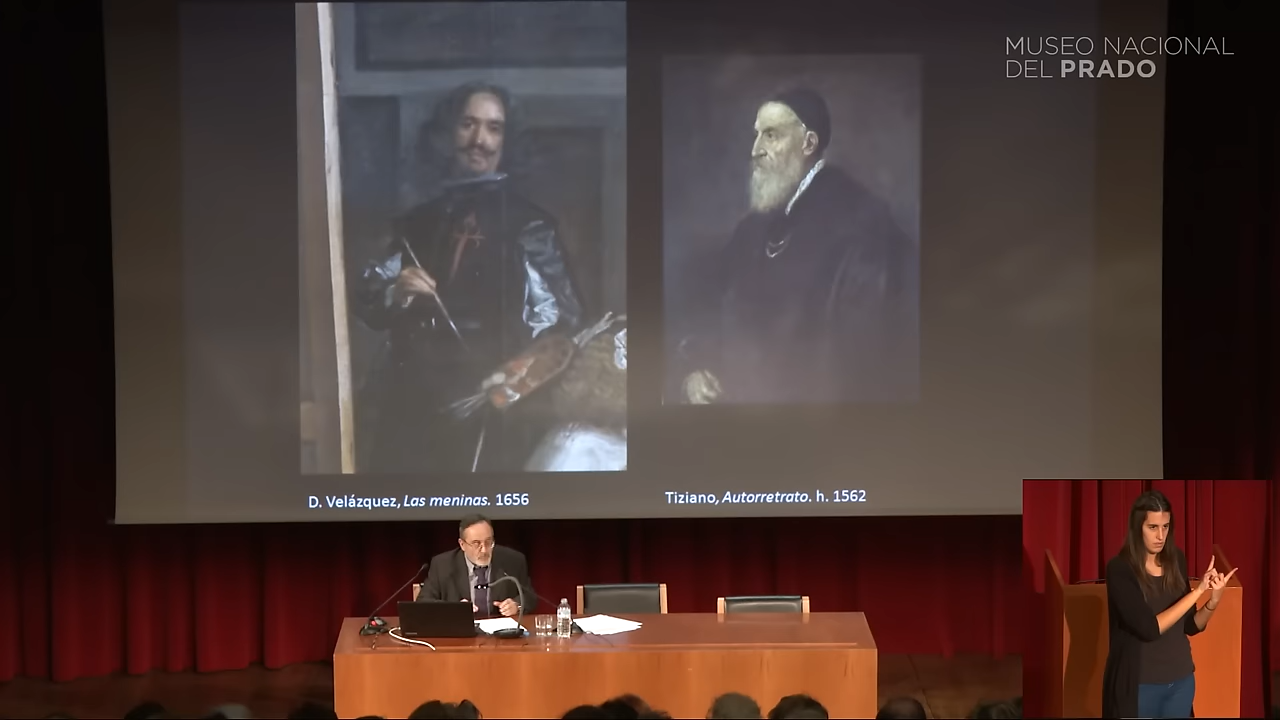 MUSEO NACIONAL
DEL PRADO
D. Velázquez, Las meninas. 1656
Tiziano, Autorretrato. h. 1562